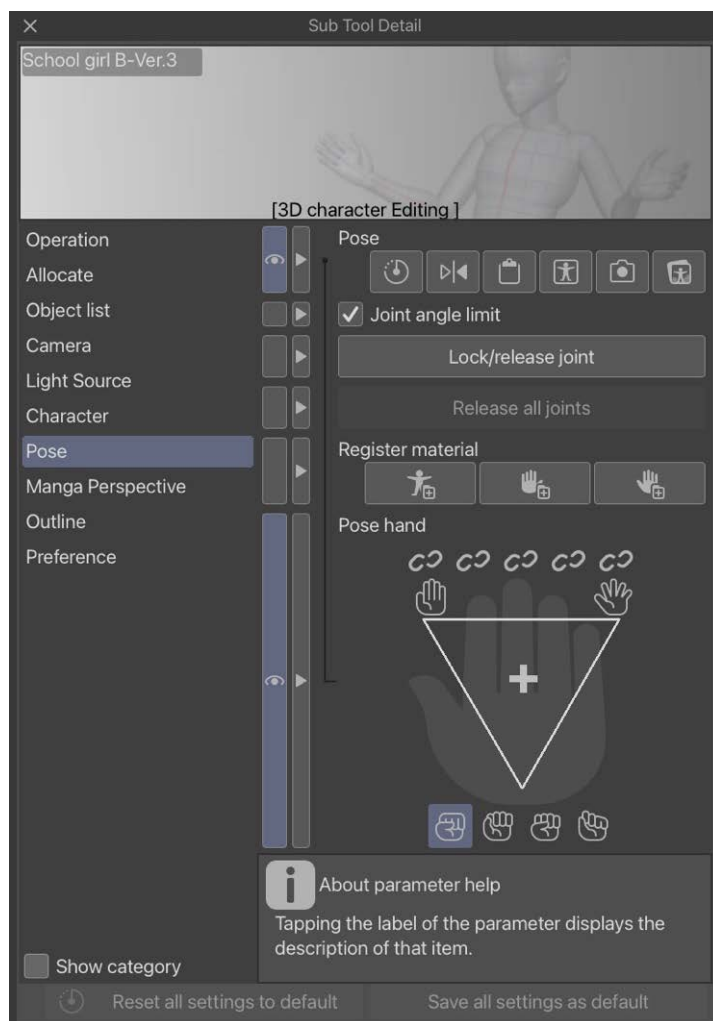 Sub Tool Detail
School girl B-Ver.3
[3D character Editing ]
Operation
Allocate
Object list
Camera
Light Source
Character
Pose
Manga Perspective
Outline
Preference
Pose
Joint angle limit
Lock/release joint
Release all joints
Register material
Pose hand
About parameter help
Tapping the label of the parameter displays the
description of that item.
Show category
Reset all settings to default
Save all settings as default